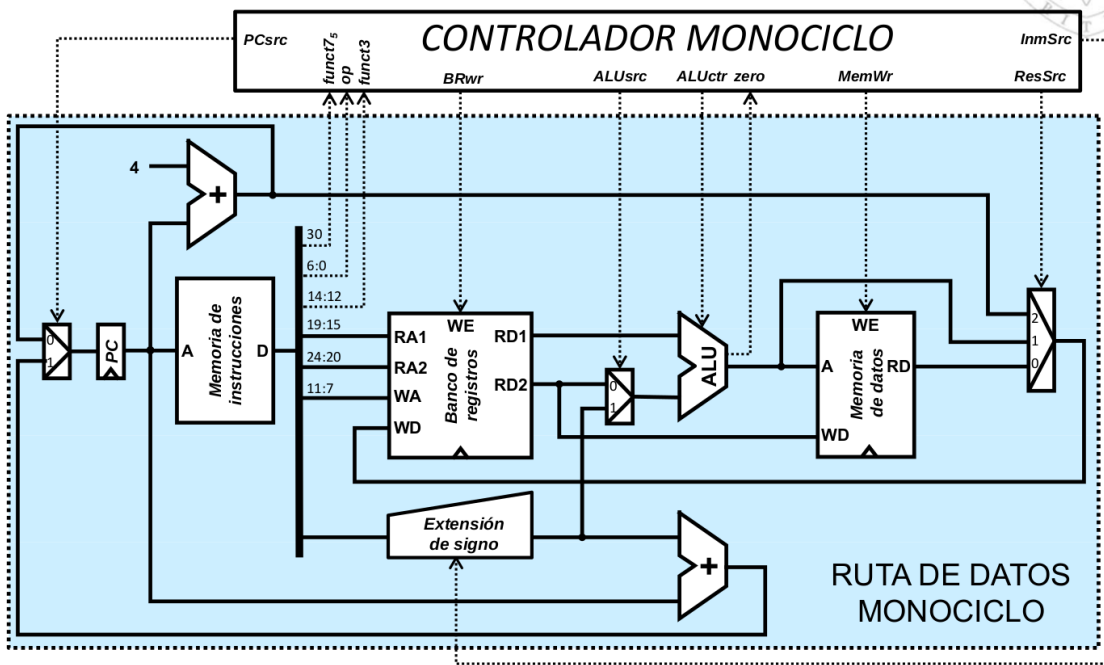 CONTROLADOR MONOCICLO
PCsrc
funct7₅
op
funct3
BRwr
ALUsrc
ALUctr
zero
MemWr
InmSrc
ResSrc
4
+
30
6:0
14:12
19:15
24:20
11:7
0
1
PC
A
Memoria de
instrucciones
D
RA1
RA2
WA
WD
WE
Banco de
registros
RD1
RD2
0
1
ALU
WE
A
Memoria
de datos
RD
WD
2
1
0
Extensión
de signo
+
RUTA DE DATOS
MONOCICLO